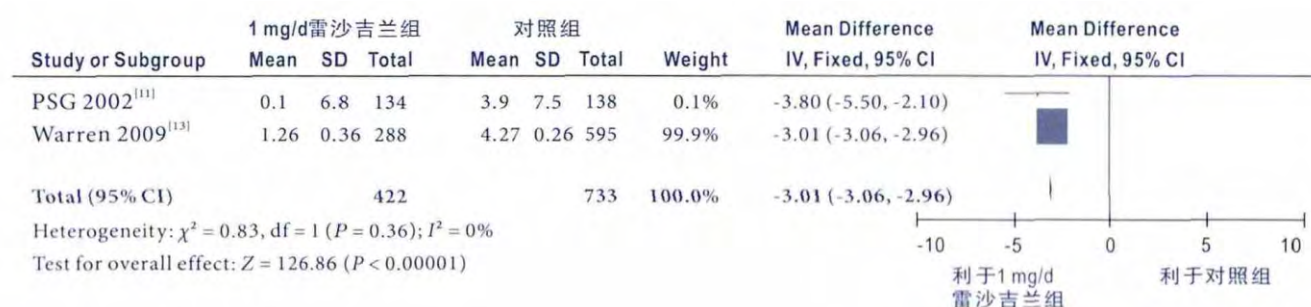 1 mg/d雷沙吉兰组 对照组 Mean Difference Mean Difference
Study or Subgroup Mean SD Total Mean SD Total Weight IV, Fixed, 95% CI IV, Fixed, 95% CI
PSG 2002[11] 0.1 6.8 134 3.9 7.5 138 0.1% -3.80 (-5.50, -2.10)
Warren 2009[13] 1.26 0.36 288 4.27 0.26 595 99.9% -3.01 (-3.06, -2.96)
Total (95% CI) 422 733 100.0% -3.01 (-3.06, -2.96)
Heterogeneity: χ² = 0.83, df = 1 (P = 0.36); I² = 0%
Test for overall effect: Z = 126.86 (P < 0.00001)
-10 -5 0 5 10
利于1 mg/d 利于对照组
雷沙吉兰组